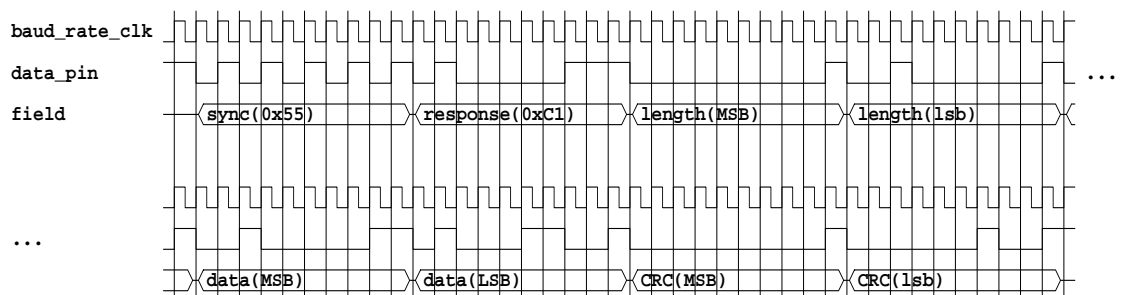 baud_rate_clk
data_pin ...
field sync(0x55) response(0xC1) length(MSB) length(lsb)
...
data(MSB) data(LSB) CRC(MSB) CRC(lsb)